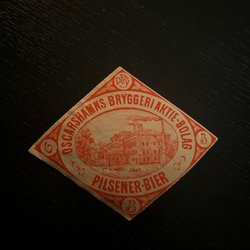 OSCARSHAMNS BRYGGERI AKTIE-BOLAG
PILSENER-BIER